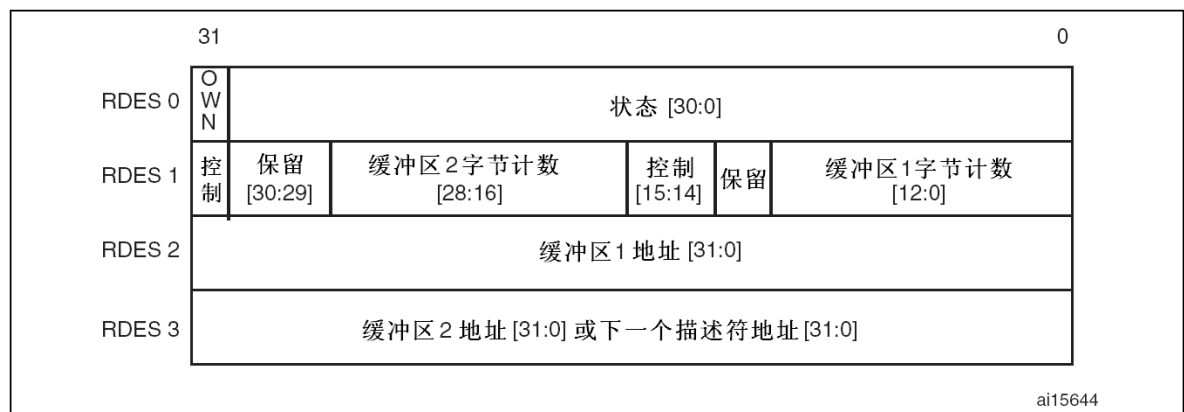 31 0
RDES 0
O
W
N
状态 [30:0]
RDES 1
控
制
保留
[30:29]
缓冲区2字节计数
[28:16]
控制
[15:14]
保留
缓冲区1字节计数
[12:0]
RDES 2
缓冲区1 地址 [31:0]
RDES 3
缓冲区2 地址 [31:0] 或下一个描述符地址 [31:0]
ai15644